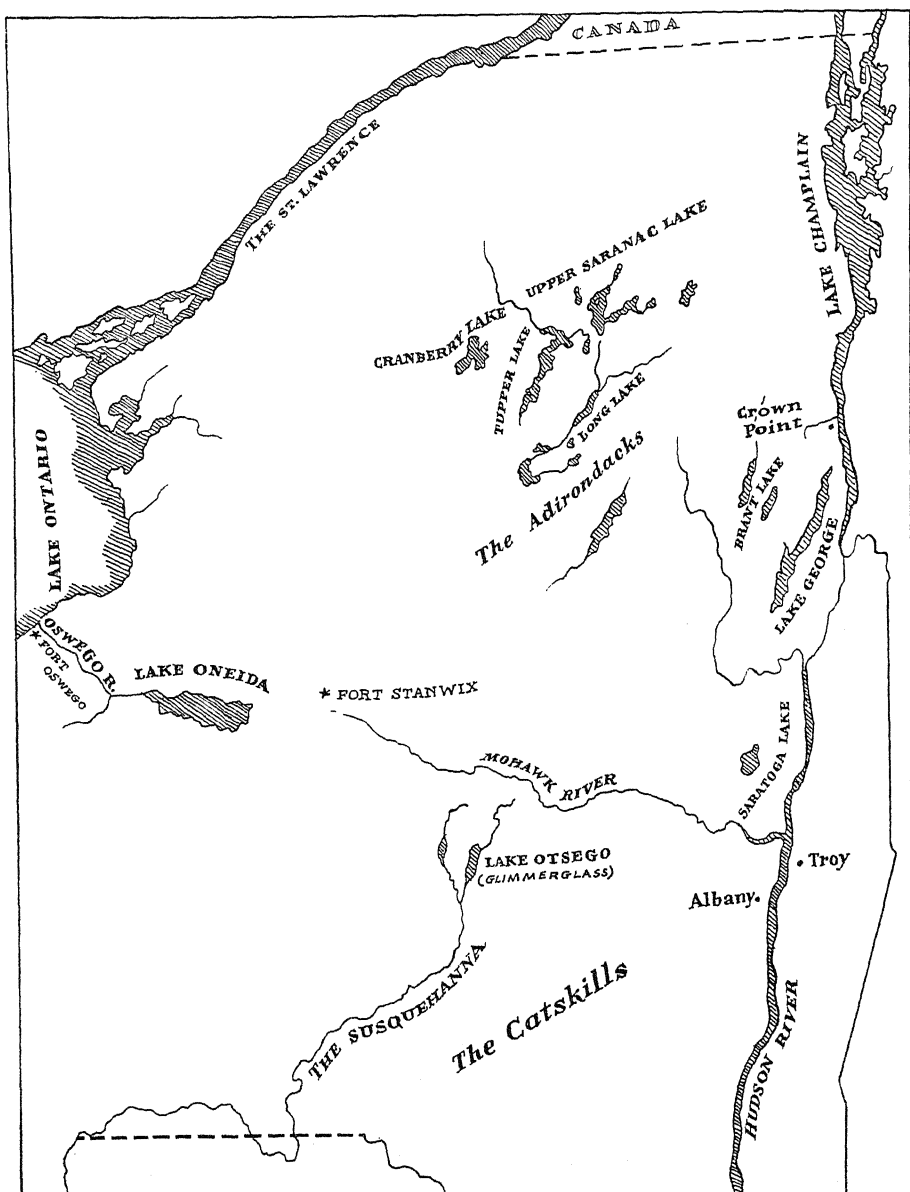 CANADA
THE ST. LAWRENCE
LAKE CHAMPLAIN
UPPER SARANAC LAKE
CRANBERRY LAKE
TUPPER LAKE
LONG LAKE
The Adirondacks
Crown
Point
BRANT LAKE
LAKE GEORGE
LAKE ONTARIO
OSWEGO R.
* FORT
OSWEGO
LAKE ONEIDA
* FORT STANWIX
MOHAWK
RIVER
SARATOGA LAKE
LAKE OTSEGO
(GLIMMERGLASS)
Troy
Albany
THE SUSQUEHANNA
The Catskills
HUDSON RIVER